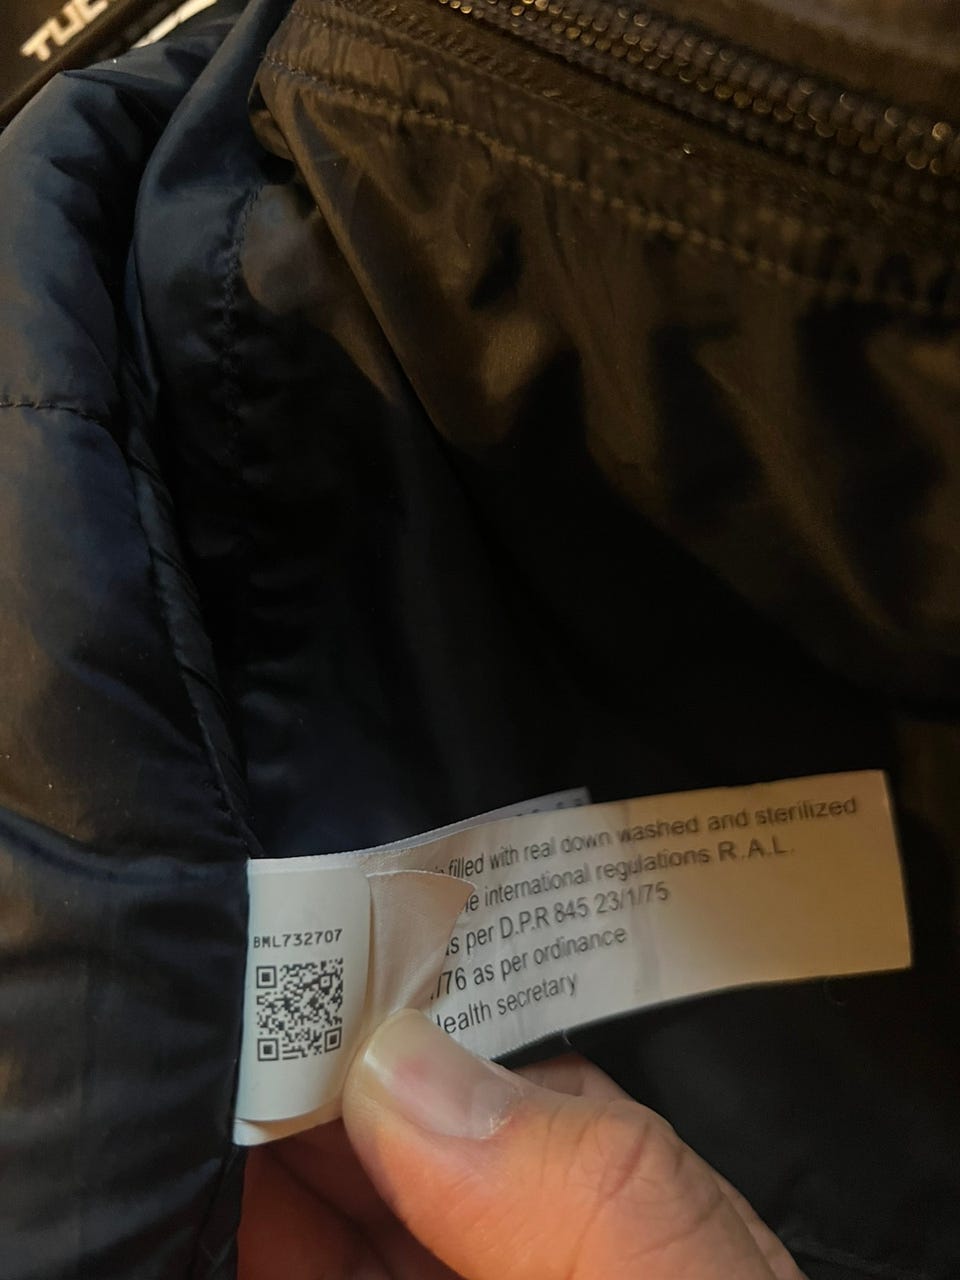 BML732707
filled with real down washed and sterilized
international regulations R.A.L.
as per D.P.R 845 23/1/75
/76 as per ordinance
Health secretary